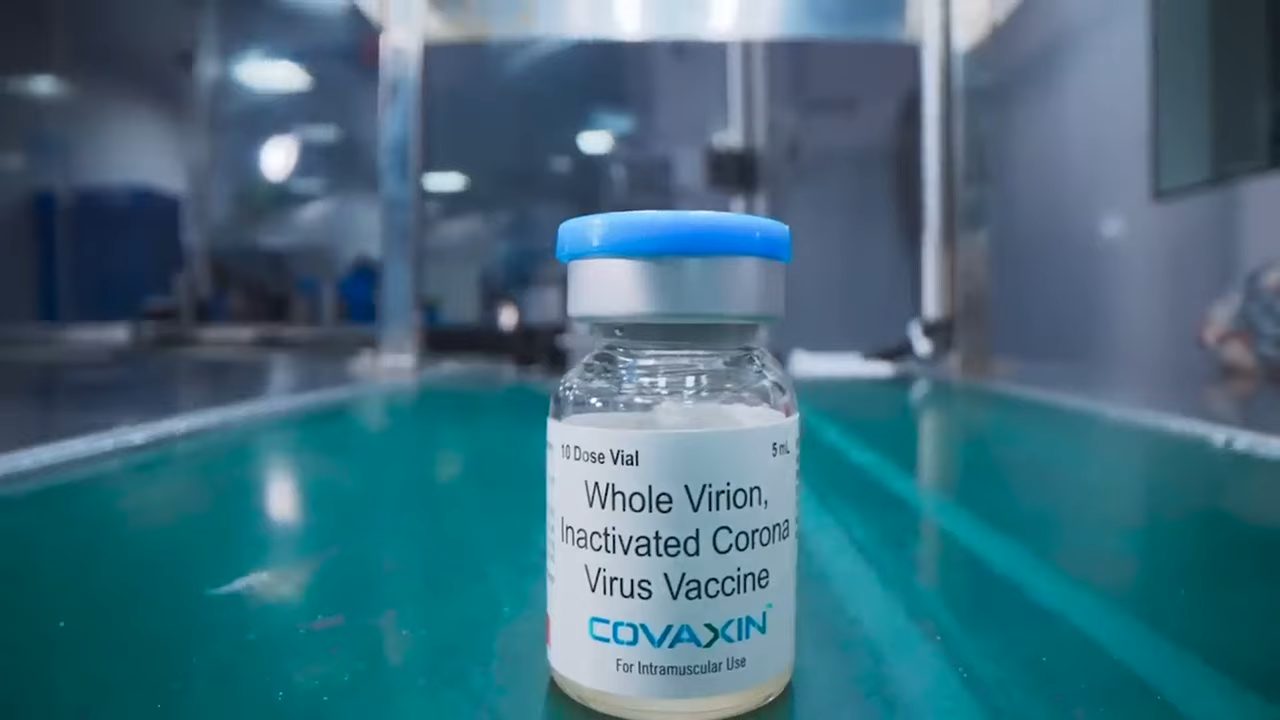 10 Dose Vial 5 mL
Whole Virion,
Inactivated Corona
Virus Vaccine
COVAXIN
For Intramuscular Use